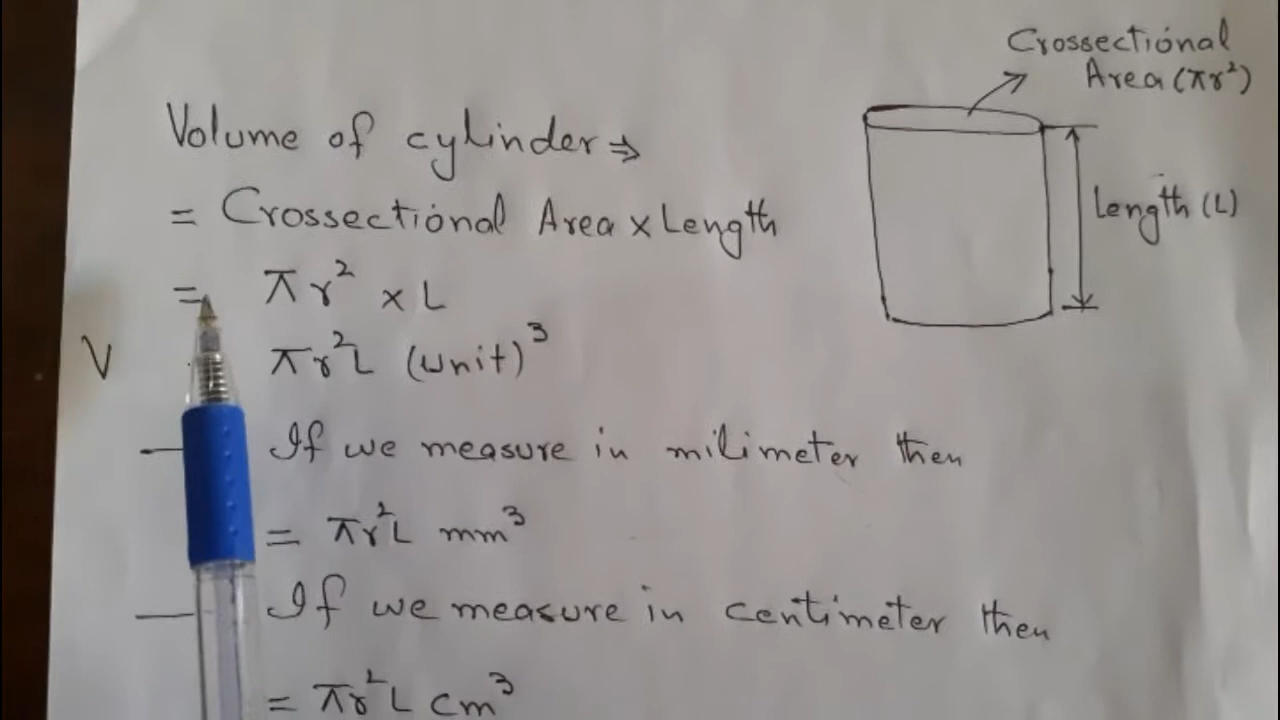 Crossectional
Area (πr²)
Volume of cylinder ⇒
= Crossectional Area x Length
Length (L)
= πr² x L
V πr²L (unit)³
— If we measure in milimeter then
= πr²L mm³
— If we measure in centimeter then
= πr²L cm³